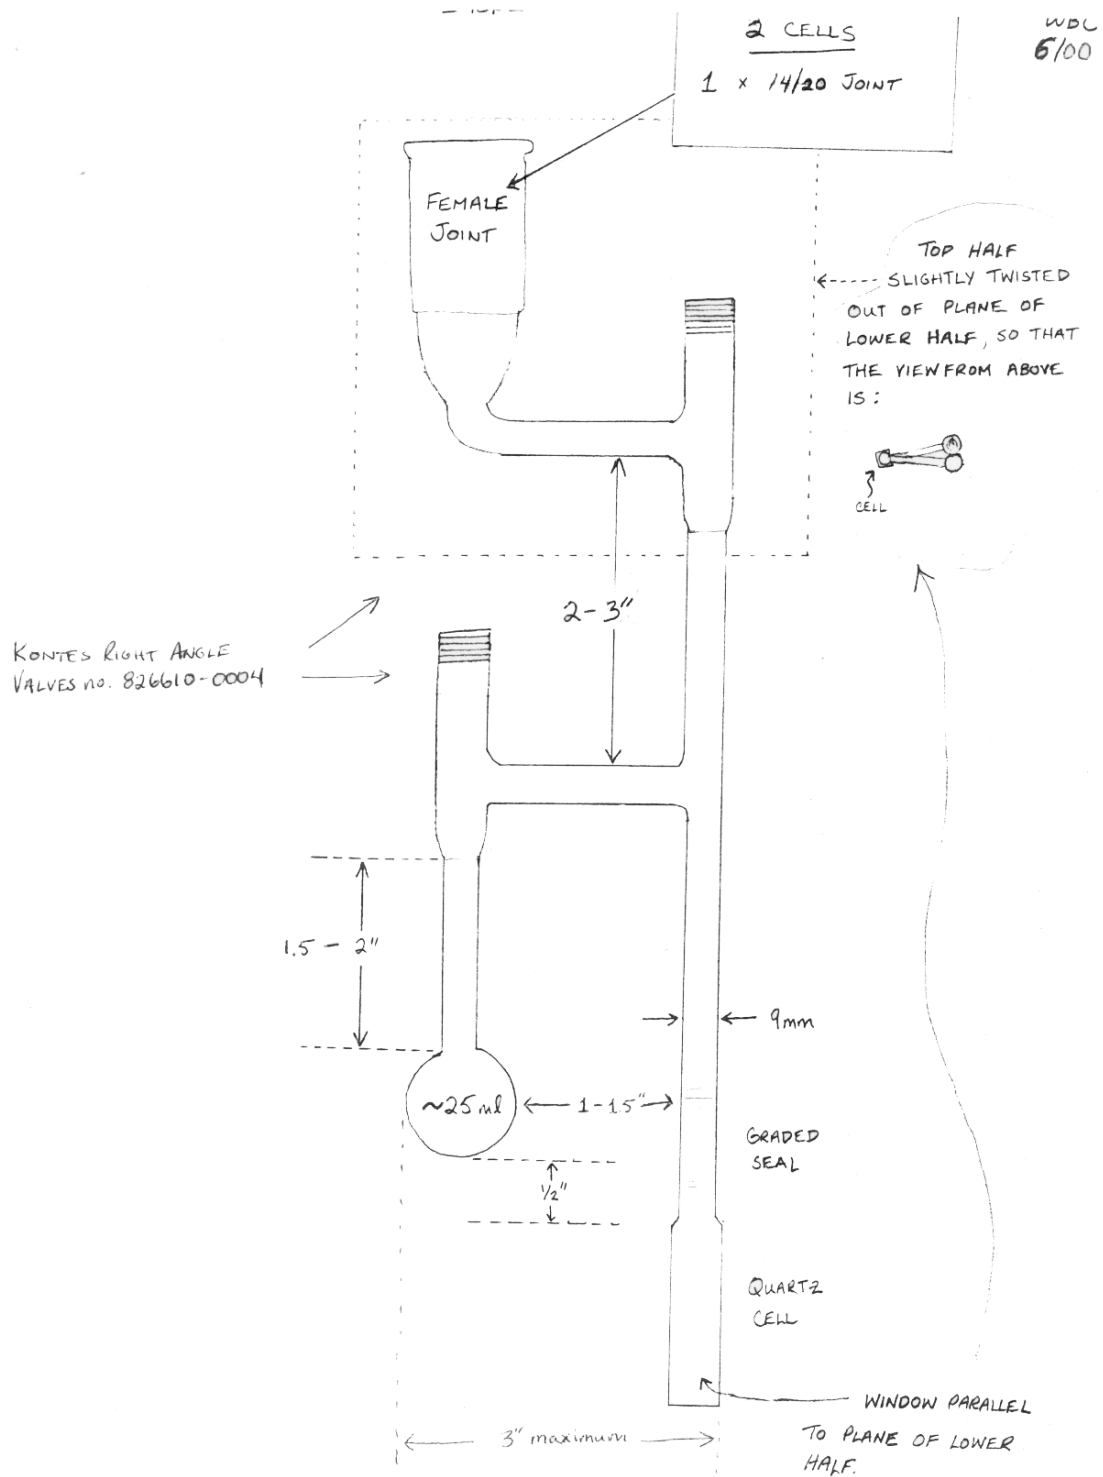 2 CELLS
1 x 14/20 JOINT
WDL
6/00
FEMALE
JOINT
TOP HALF
SLIGHTLY TWISTED
OUT OF PLANE OF
LOWER HALF, SO THAT
THE VIEW FROM ABOVE
IS:
CELL
2-3"
KONTES RIGHT ANGLE
VALVES no. 826610-0004
1.5 - 2"
9mm
~25 ml
1-1.5"
GRADED
SEAL
1/2"
QUARTZ
CELL
WINDOW PARALLEL
TO PLANE OF LOWER
HALF.
3" maximum